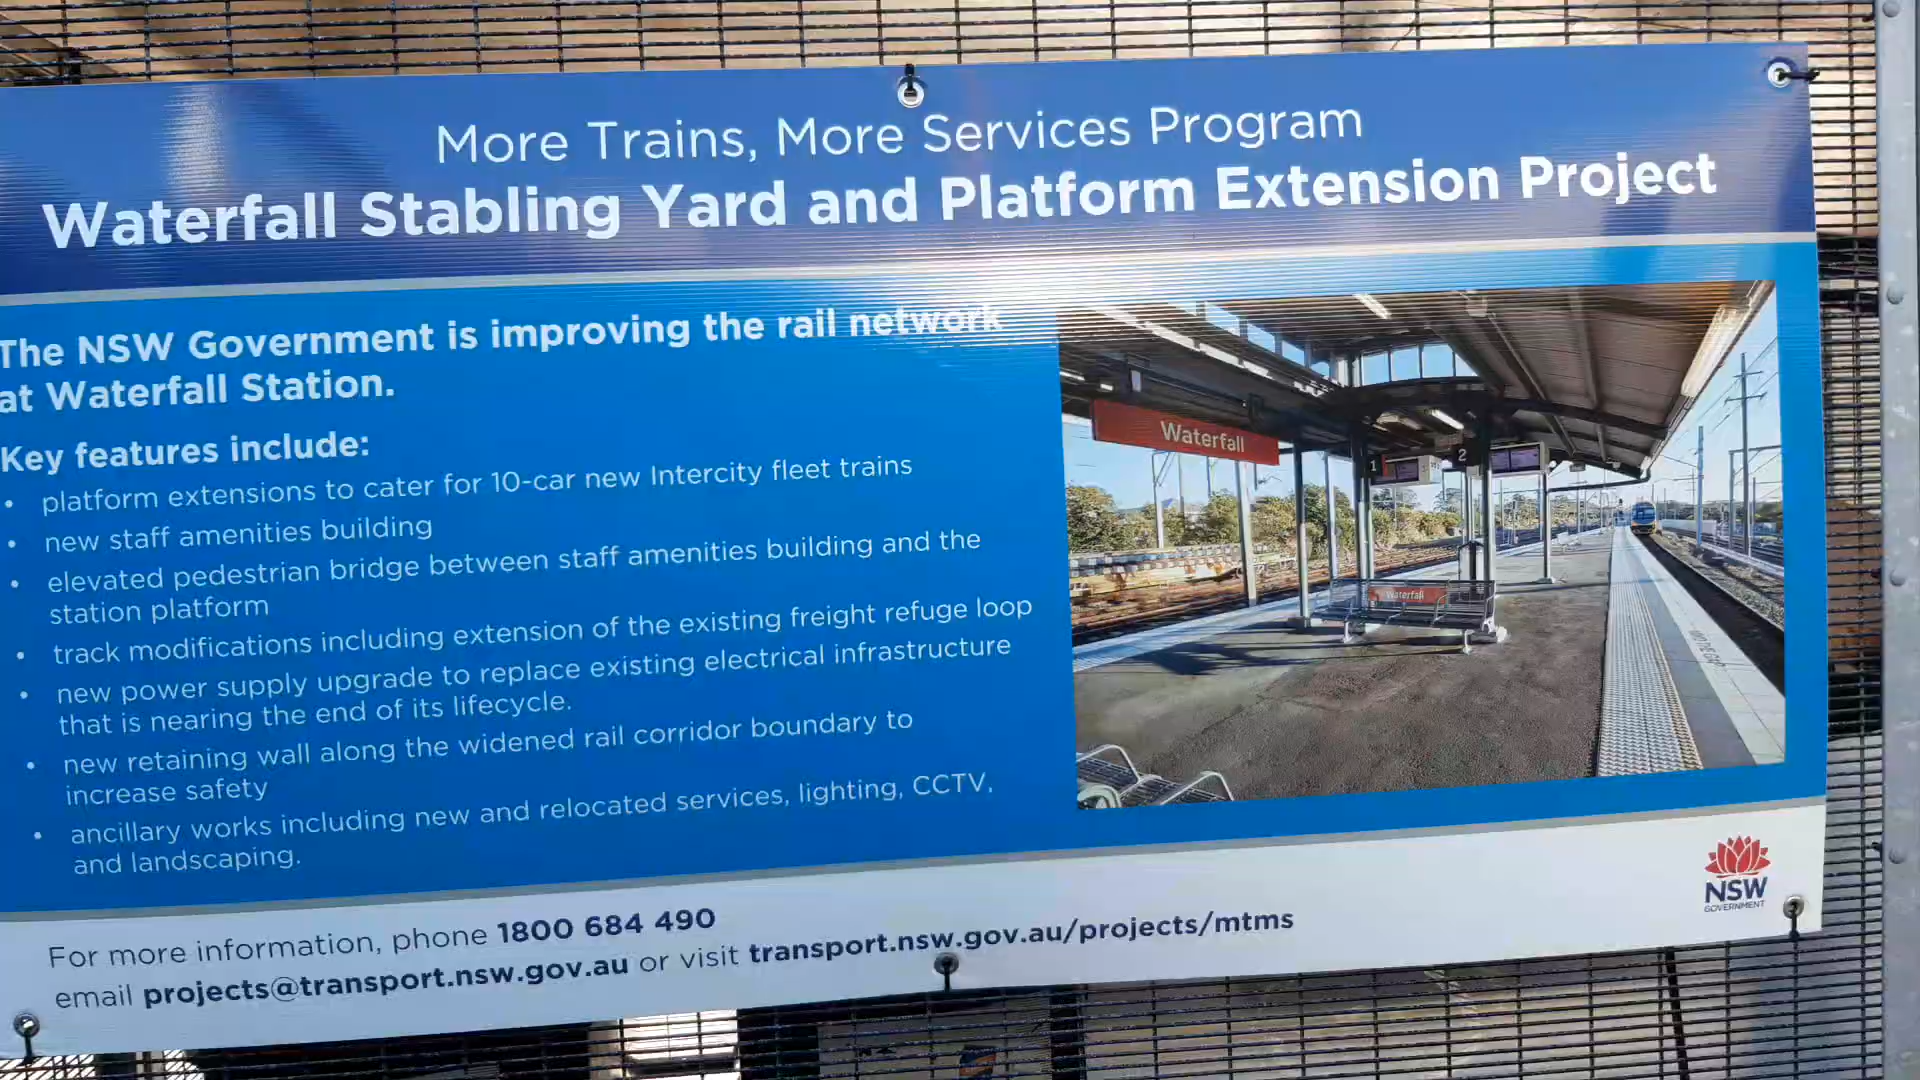 More Trains, More Services Program
Waterfall Stabling Yard and Platform Extension Project
The NSW Government is improving the rail network
at Waterfall Station.
Key features include:
• platform extensions to cater for 10-car new Intercity fleet trains
• new staff amenities building
• elevated pedestrian bridge between staff amenities building and the
station platform
• track modifications including extension of the existing freight refuge loop
• new power supply upgrade to replace existing electrical infrastructure
that is nearing the end of its lifecycle.
• new retaining wall along the widened rail corridor boundary to
increase safety
• ancillary works including new and relocated services, lighting, CCTV,
and landscaping.
Waterfall
1
2
Waterfall
For more information, phone 1800 684 490
email projects@transport.nsw.gov.au or visit transport.nsw.gov.au/projects/mtms
NSW
GOVERNMENT